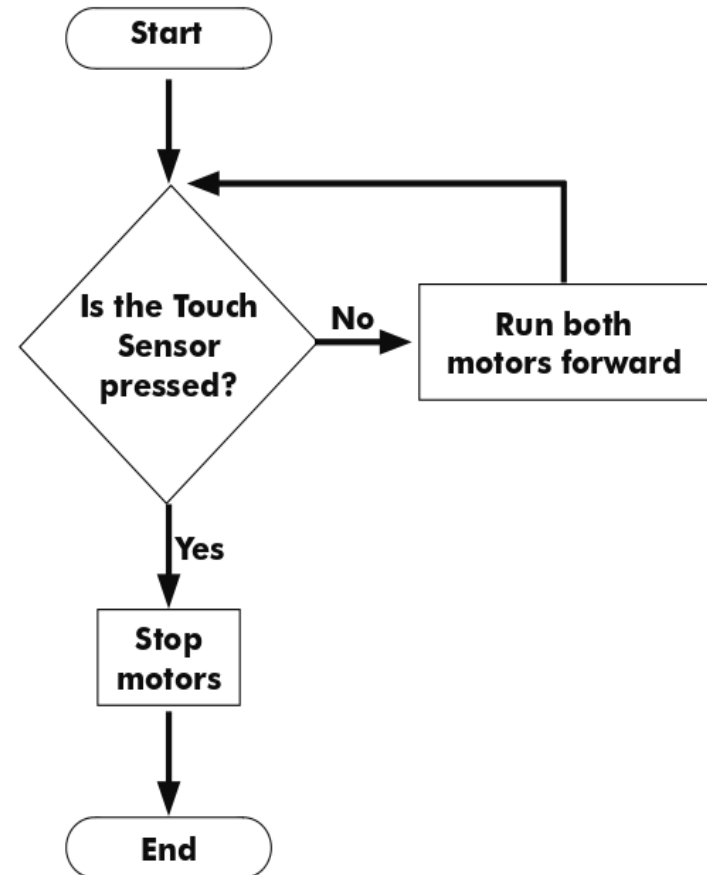 Start
Is the Touch
Sensor
pressed?
No
Run both
motors forward
Yes
Stop
motors
End